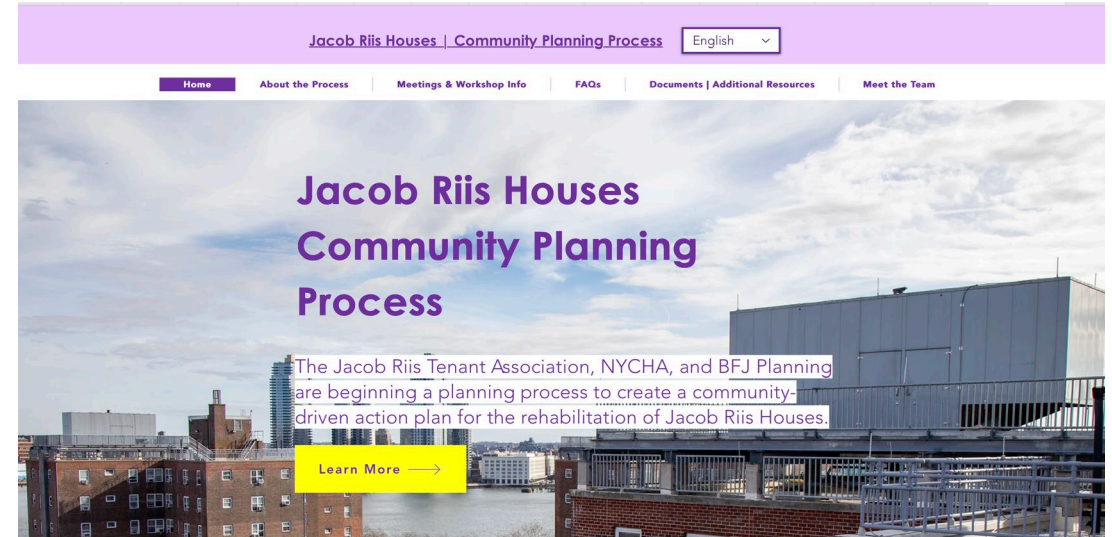 Jacob Riis Houses | Community Planning Process
English
Home
About the Process
Meetings & Workshop Info
FAQs
Documents | Additional Resources
Meet the Team
Jacob Riis Houses
Community Planning
Process
The Jacob Riis Tenant Association, NYCHA, and BFJ Planning
are beginning a planning process to create a community-
driven action plan for the rehabilitation of Jacob Riis Houses.
Learn More